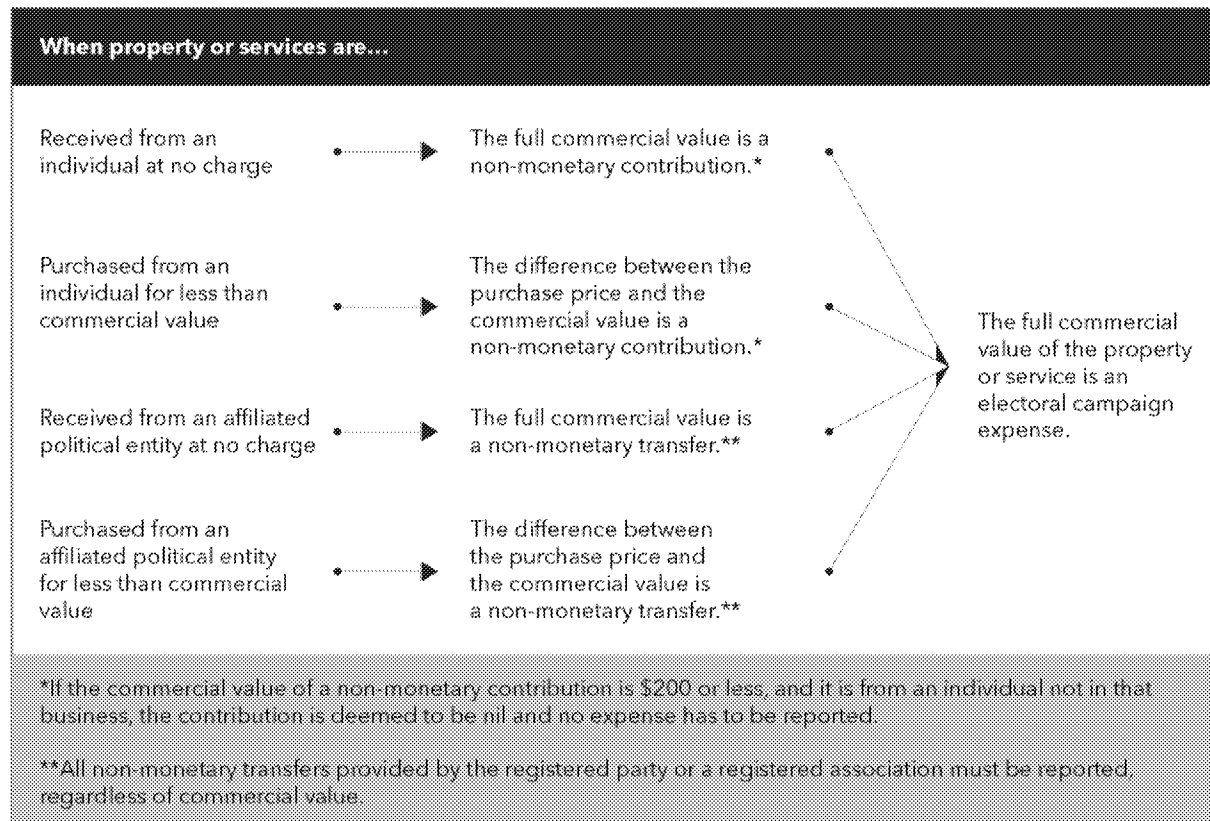 When property or services are...
Received from an
individual at no charge
The full commercial value is a
non-monetary contribution.*
Purchased from an
individual for less than
commercial value
The difference between the
purchase price and the
commercial value is a
non-monetary contribution.*
Received from an affiliated
political entity at no charge
The full commercial value is
a non-monetary transfer.**
Purchased from an
affiliated political entity
for less than commercial
value
The difference between
the purchase price and
the commercial value is
a non-monetary transfer.**
The full commercial
value of the property
or service is an
electoral campaign
expense.
*If the commercial value of a non-monetary contribution is $200 or less, and it is from an individual not in that
business, the contribution is deemed to be nil and no expense has to be reported.
**All non-monetary transfers provided by the registered party or a registered association must be reported,
regardless of commercial value.